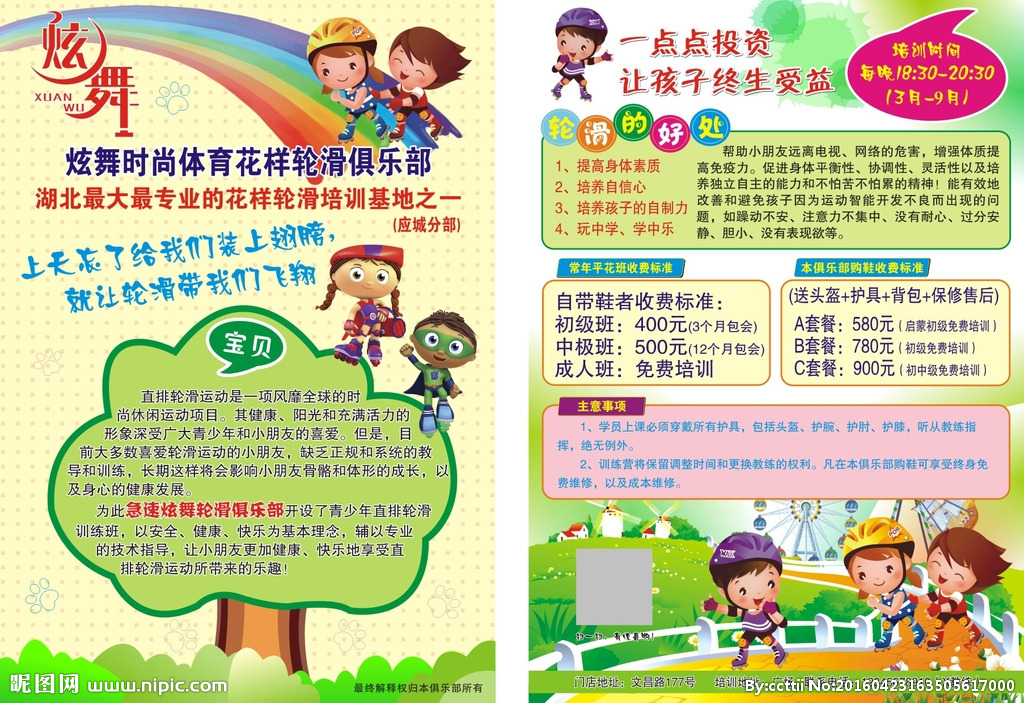 炫舞
XUAN
WU
炫舞时尚体育花样轮滑俱乐部
湖北最大最专业的花样轮滑培训基地之一
(应城分部)
上天忘了给我们装上翅膀，
就让轮滑带我们飞翔
宝贝
直排轮滑运动是一项风靡全球的时
尚休闲运动项目。其健康、阳光和充满活力的
形象深受广大青少年和小朋友的喜爱。但是，目
前大多数喜爱轮滑运动的小朋友，缺乏正规和系统的教
导和训练，长期这样将会影响小朋友骨骼和体形的成长，以
及身心的健康发展。
为此急速炫舞轮滑俱乐部开设了青少年直排轮滑
训练班，以安全、健康、快乐为基本理念，辅以专业
的技术指导，让小朋友更加健康、快乐地享受直
排轮滑运动所带来的乐趣！
最终解释权归本俱乐部所有
昵图网 www.nipic.com
一点点投资
让孩子终生受益
培训时间
每晚18:30-20:30
(3月-9月)
轮滑的好处
1、提高身体素质
2、培养自信心
3、培养孩子的自制力
4、玩中学、学中乐
帮助小朋友远离电视、网络的危害，增强体质提
高免疫力。促进身体平衡性、协调性、灵活性以及培
养独立自主的能力和不怕苦不怕累的精神！能有效地
改善和避免孩子因为运动智能开发不良而出现的问
题，如躁动不安、注意力不集中、没有耐心、过分安
静、胆小、没有表现欲等。
常年平花班收费标准
自带鞋者收费标准：
初级班：400元(3个月包会)
中极班：500元(12个月包会)
成人班：免费培训
本俱乐部购鞋收费标准
(送头盔+护具+背包+保修售后)
A套餐：580元（启蒙初级免费培训）
B套餐：780元（初级免费培训）
C套餐：900元（初中级免费培训）
主意事项
1、学员上课必须穿戴所有护具，包括头盔、护腕、护肘、护膝，听从教练指
挥，绝无例外。
2、训练营将保留调整时间和更换教练的权利。凡在本俱乐部购鞋可享受终身免
费维修，以及成本维修。
扫一扫，有惊喜哦！
门店地址：文昌路177号
培训地址：
By:ccttii No:20160423163505617000